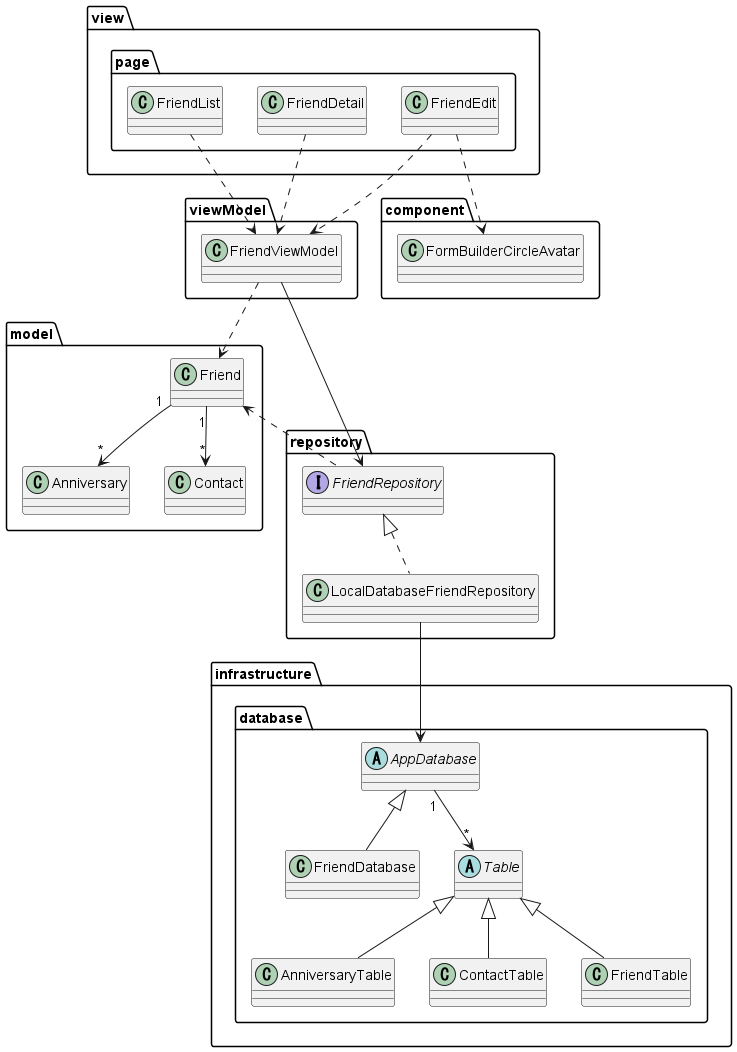 view
page
C FriendList
C FriendDetail
C FriendEdit
viewModel
component
C FriendViewModel
C FormBuilderCircleAvatar
model
C Friend
1
1
*
*
C Anniversary
C Contact
repository
I FriendRepository
C LocalDatabaseFriendRepository
infrastructure
database
A AppDatabase
1
*
C FriendDatabase
A Table
C AnniversaryTable
C ContactTable
C FriendTable